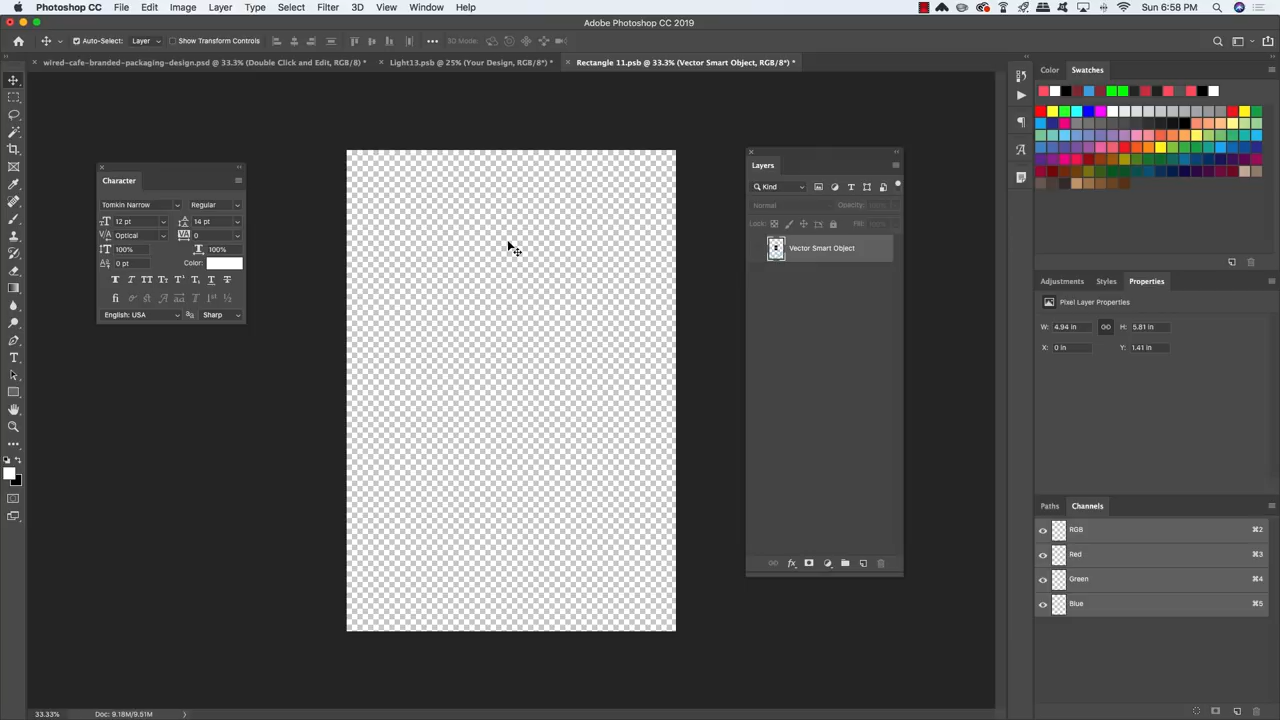 Photoshop CC File Edit Image Layer Type Select Filter 3D View Window Help Sun 6:58 PM
Adobe Photoshop CC 2019
Auto-Select: Layer Show Transform Controls 3D Mode:
wired-cafe-branded-packaging-design.psd @ 33.3% (Double Click and Edit, RGB/8) * Light13.psb @ 25% (Your Design, RGB/8*) * Rectangle 11.psb @ 33.3% (Vector Smart Object, RGB/8*) *
Character
Tomkin Narrow Regular
12 pt 14 pt
Optical 0
100% 100%
0 pt Color:
English: USA Sharp
Layers
Kind
Normal Opacity:
Lock: Fill:
Vector Smart Object
Color Swatches
Adjustments Styles Properties
Pixel Layer Properties
W: 4.94 in H: 5.81 in
X: 0 in Y: 1.41 in
Paths Channels
RGB ⌘2
Red ⌘3
Green ⌘4
Blue ⌘5
33.33% Doc: 9.18M/9.51M